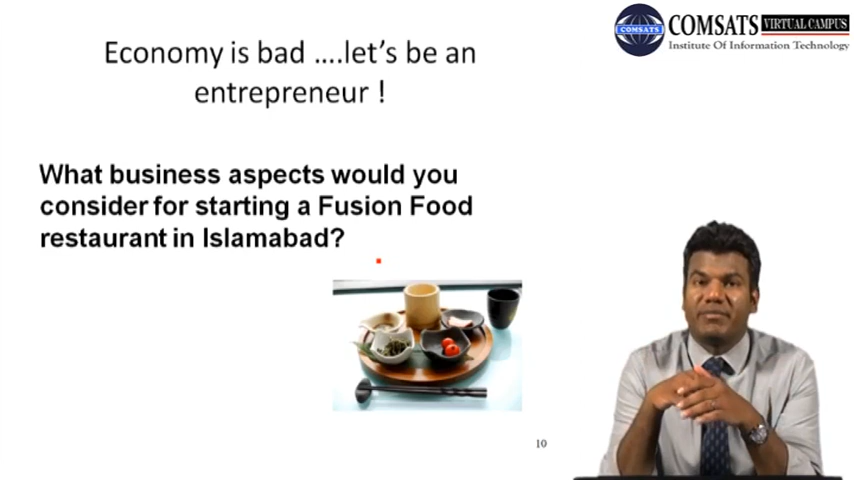 Economy is bad ....let's be an
entrepreneur !
COMSATS VIRTUAL CAMPUS
Institute Of Information Technology
COMSATS
What business aspects would you
consider for starting a Fusion Food
restaurant in Islamabad?
10